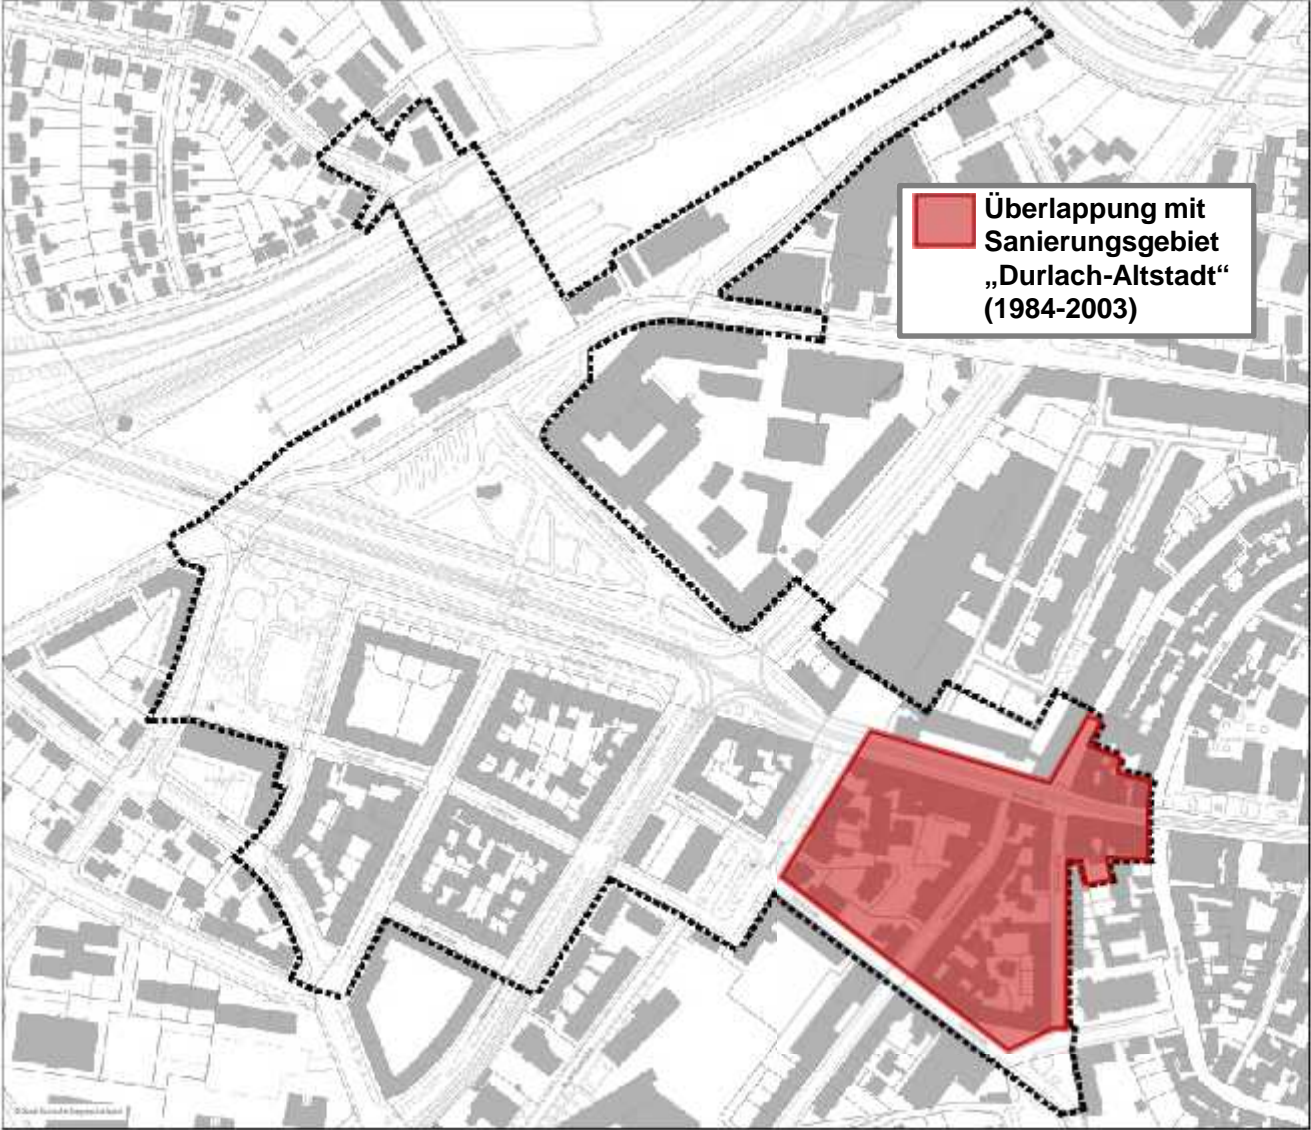 Überlappung mit
Sanierungsgebiet
„Durlach-Altstadt“
(1984-2003)